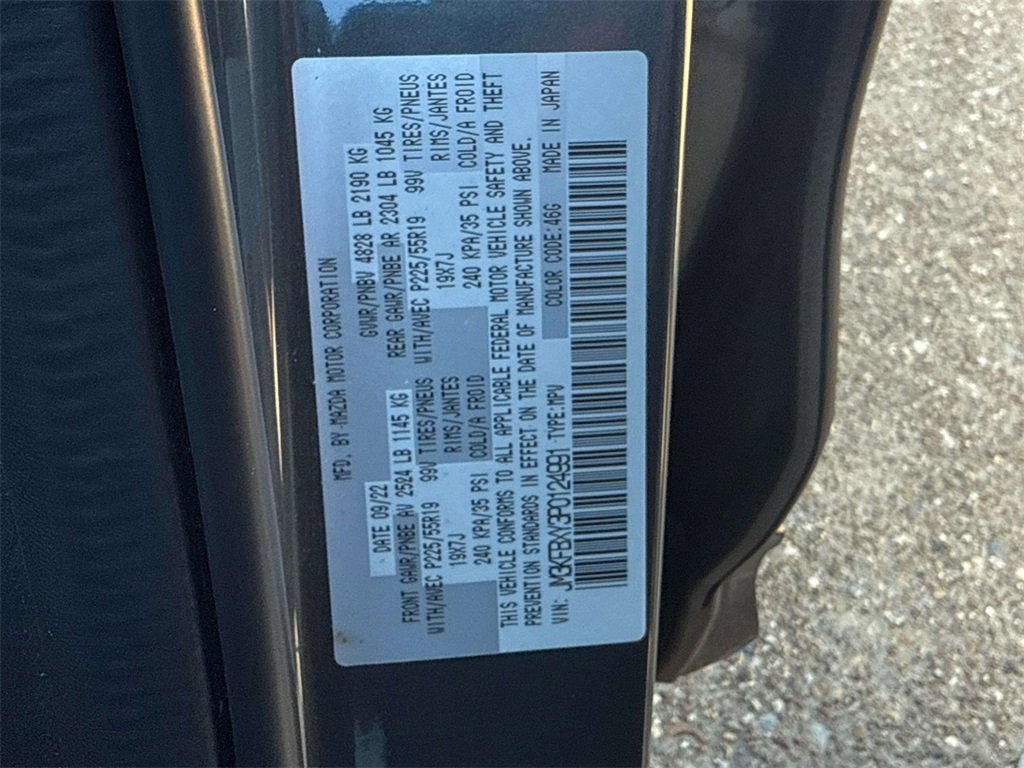 MFD. BY MAZDA MOTOR CORPORATION
DATE 09/22 GVWR/PNBV 4828 LB 2190 KG
FRONT GAWR/PNBE AV 2524 LB 1145 KG REAR GAWR/PNBE AR 2304 LB 1045 KG
WITH/AVEC P225/55R19 99V TIRES/PNEUS WITH/AVEC P225/55R19 99V TIRES/PNEUS
19X7J RIMS/JANTES 19X7J RIMS/JANTES
240 KPA/35 PSI COLD/A FROID 240 KPA/35 PSI COLD/A FROID
THIS VEHICLE CONFORMS TO ALL APPLICABLE FEDERAL MOTOR VEHICLE SAFETY AND THEFT
PREVENTION STANDARDS IN EFFECT ON THE DATE OF MANUFACTURE SHOWN ABOVE.
VIN: JM3KFBXY3P0124991 TYPE:MPV COLOR CODE:46G MADE IN JAPAN